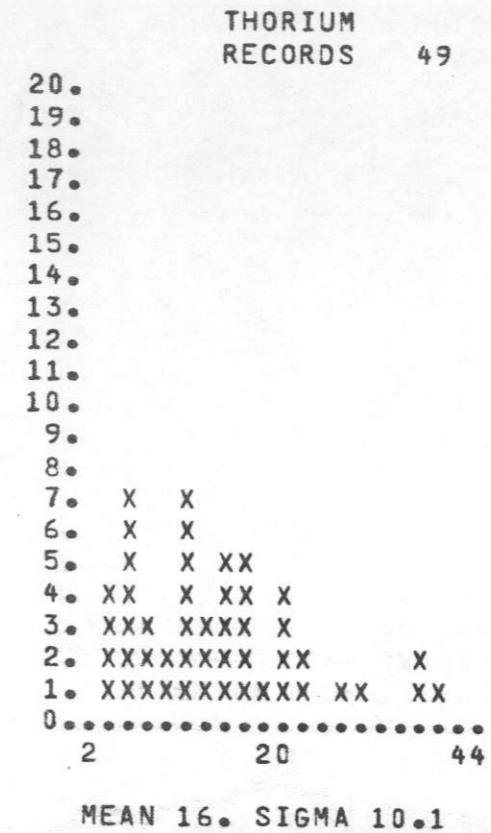 THORIUM
RECORDS 49
20.
19.
18.
17.
16.
15.
14.
13.
12.
11.
10.
9.
8.
7. X X
6. X X
5. X X XX
4. XX X XX X
3. XXX XXXX X
2. XXXXXXXX XX X
1. XXXXXXXXXXX XX XX
0......................
2 20 44
MEAN 16. SIGMA 10.1